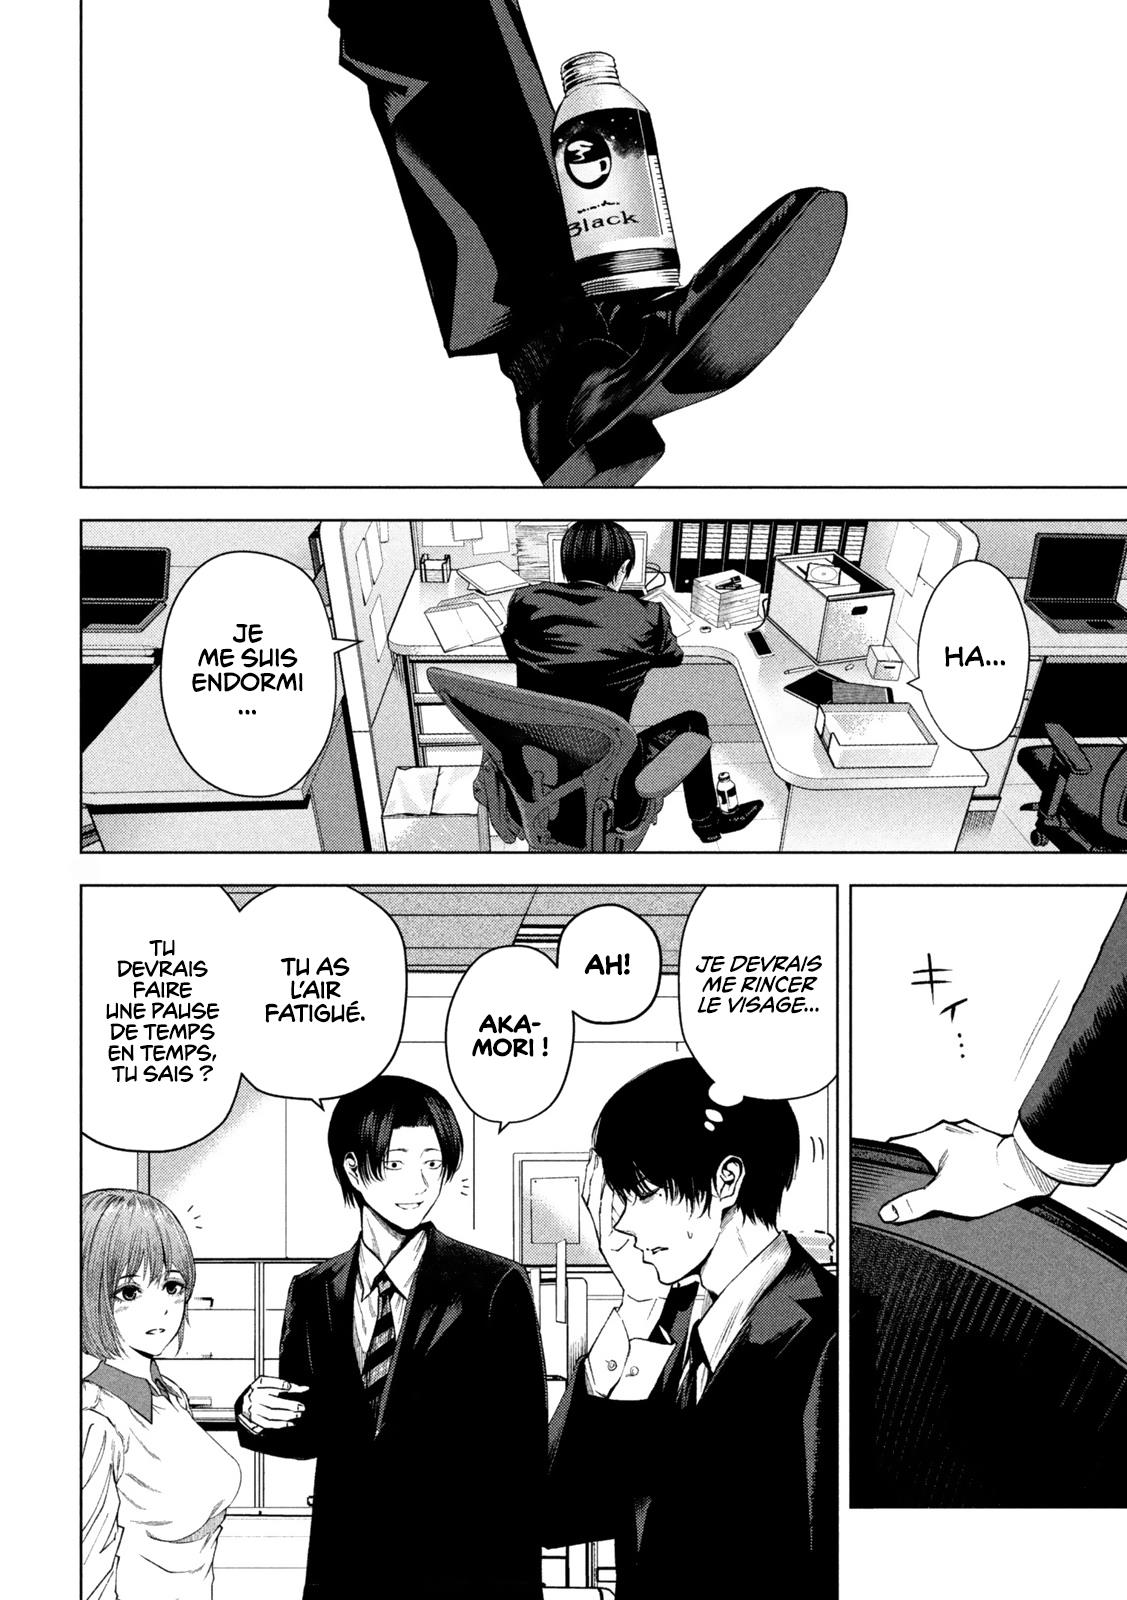 Black
HA...
JE
ME SUIS
ENDORMI
...
キ
イ
...
JE DEVRAIS
ME RINCER
LE VISAGE...
AH!
AKA-
MORI !
TU AS
L'AIR
FATIGUÉ.
TU
DEVRAIS
FAIRE
UNE PAUSE
DE TEMPS
EN TEMPS,
TU SAIS ?